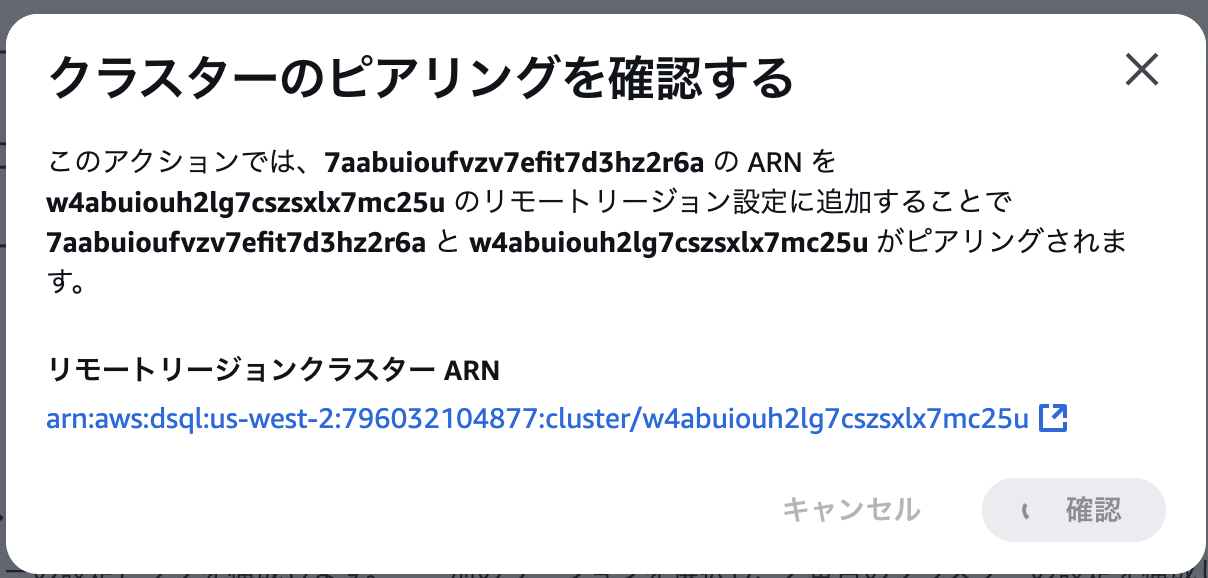 クラスターのピアリングを確認する
このアクションでは、7aabuioufvzv7efit7d3hz2r6a の ARN を
w4abuiouh2lg7cszsxlx7mc25u のリモートリージョン設定に追加することで
7aabuioufvzv7efit7d3hz2r6a と w4abuiouh2lg7cszsxlx7mc25u がピアリングされま
す。
リモートリージョンクラスター ARN
arn:aws:dsql:us-west-2:796032104877:cluster/w4abuiouh2lg7cszsxlx7mc25u
キャンセル
確認